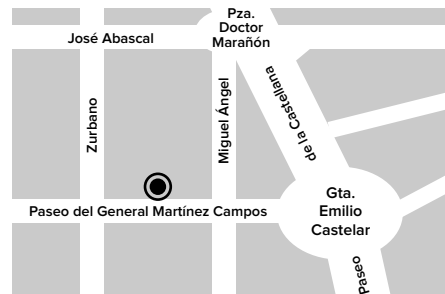 Pza.
Doctor
Marañón
José Abascal
de la Castellana
Miguel Ángel
Zurbano
Gta.
Emilio
Castelar
Paseo del General Martínez Campos
Paseo